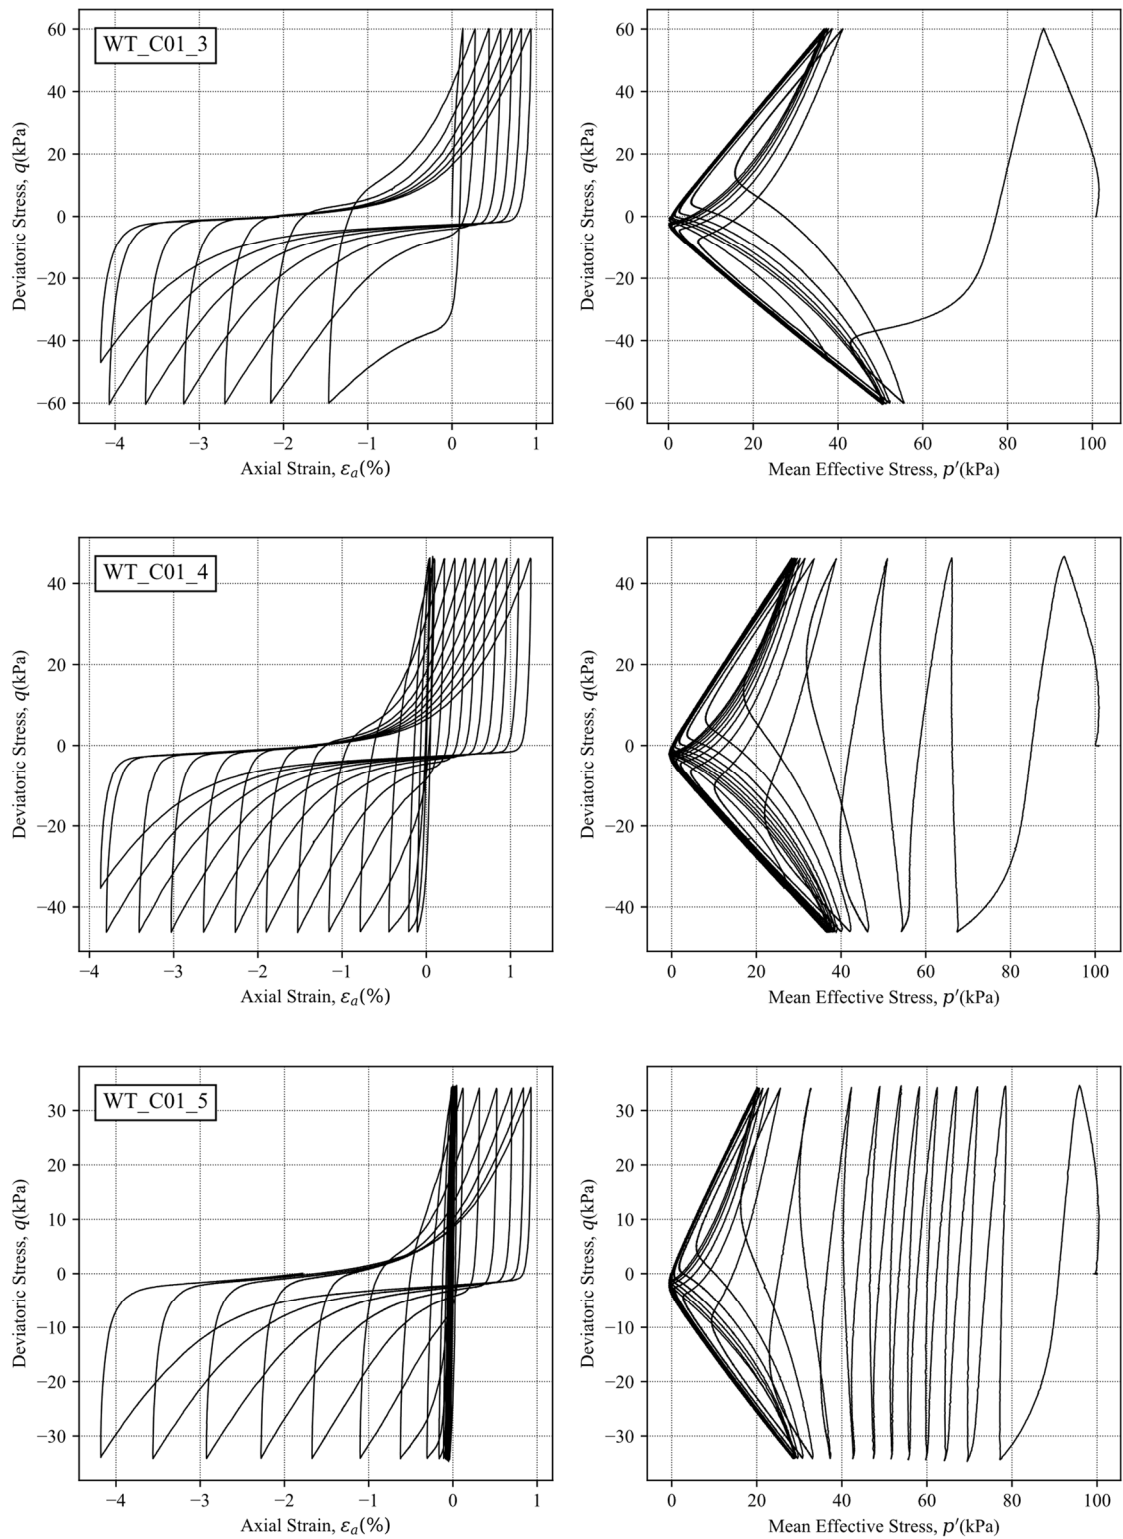 WT_C01_3
60
40
20
0
−20
−40
−60
Deviatoric Stress, q(kPa)
−4 −3 −2 −1 0 1
Axial Strain, εa(%)
60
40
20
0
−20
−40
−60
Deviatoric Stress, q(kPa)
0 20 40 60 80 100
Mean Effective Stress, p′(kPa)
WT_C01_4
40
20
0
−20
−40
Deviatoric Stress, q(kPa)
−4 −3 −2 −1 0 1
Axial Strain, εa(%)
40
20
0
−20
−40
Deviatoric Stress, q(kPa)
0 20 40 60 80 100
Mean Effective Stress, p′(kPa)
WT_C01_5
30
20
10
0
−10
−20
−30
Deviatoric Stress, q(kPa)
−4 −3 −2 −1 0 1
Axial Strain, εa(%)
30
20
10
0
−10
−20
−30
Deviatoric Stress, q(kPa)
0 20 40 60 80 100
Mean Effective Stress, p′(kPa)